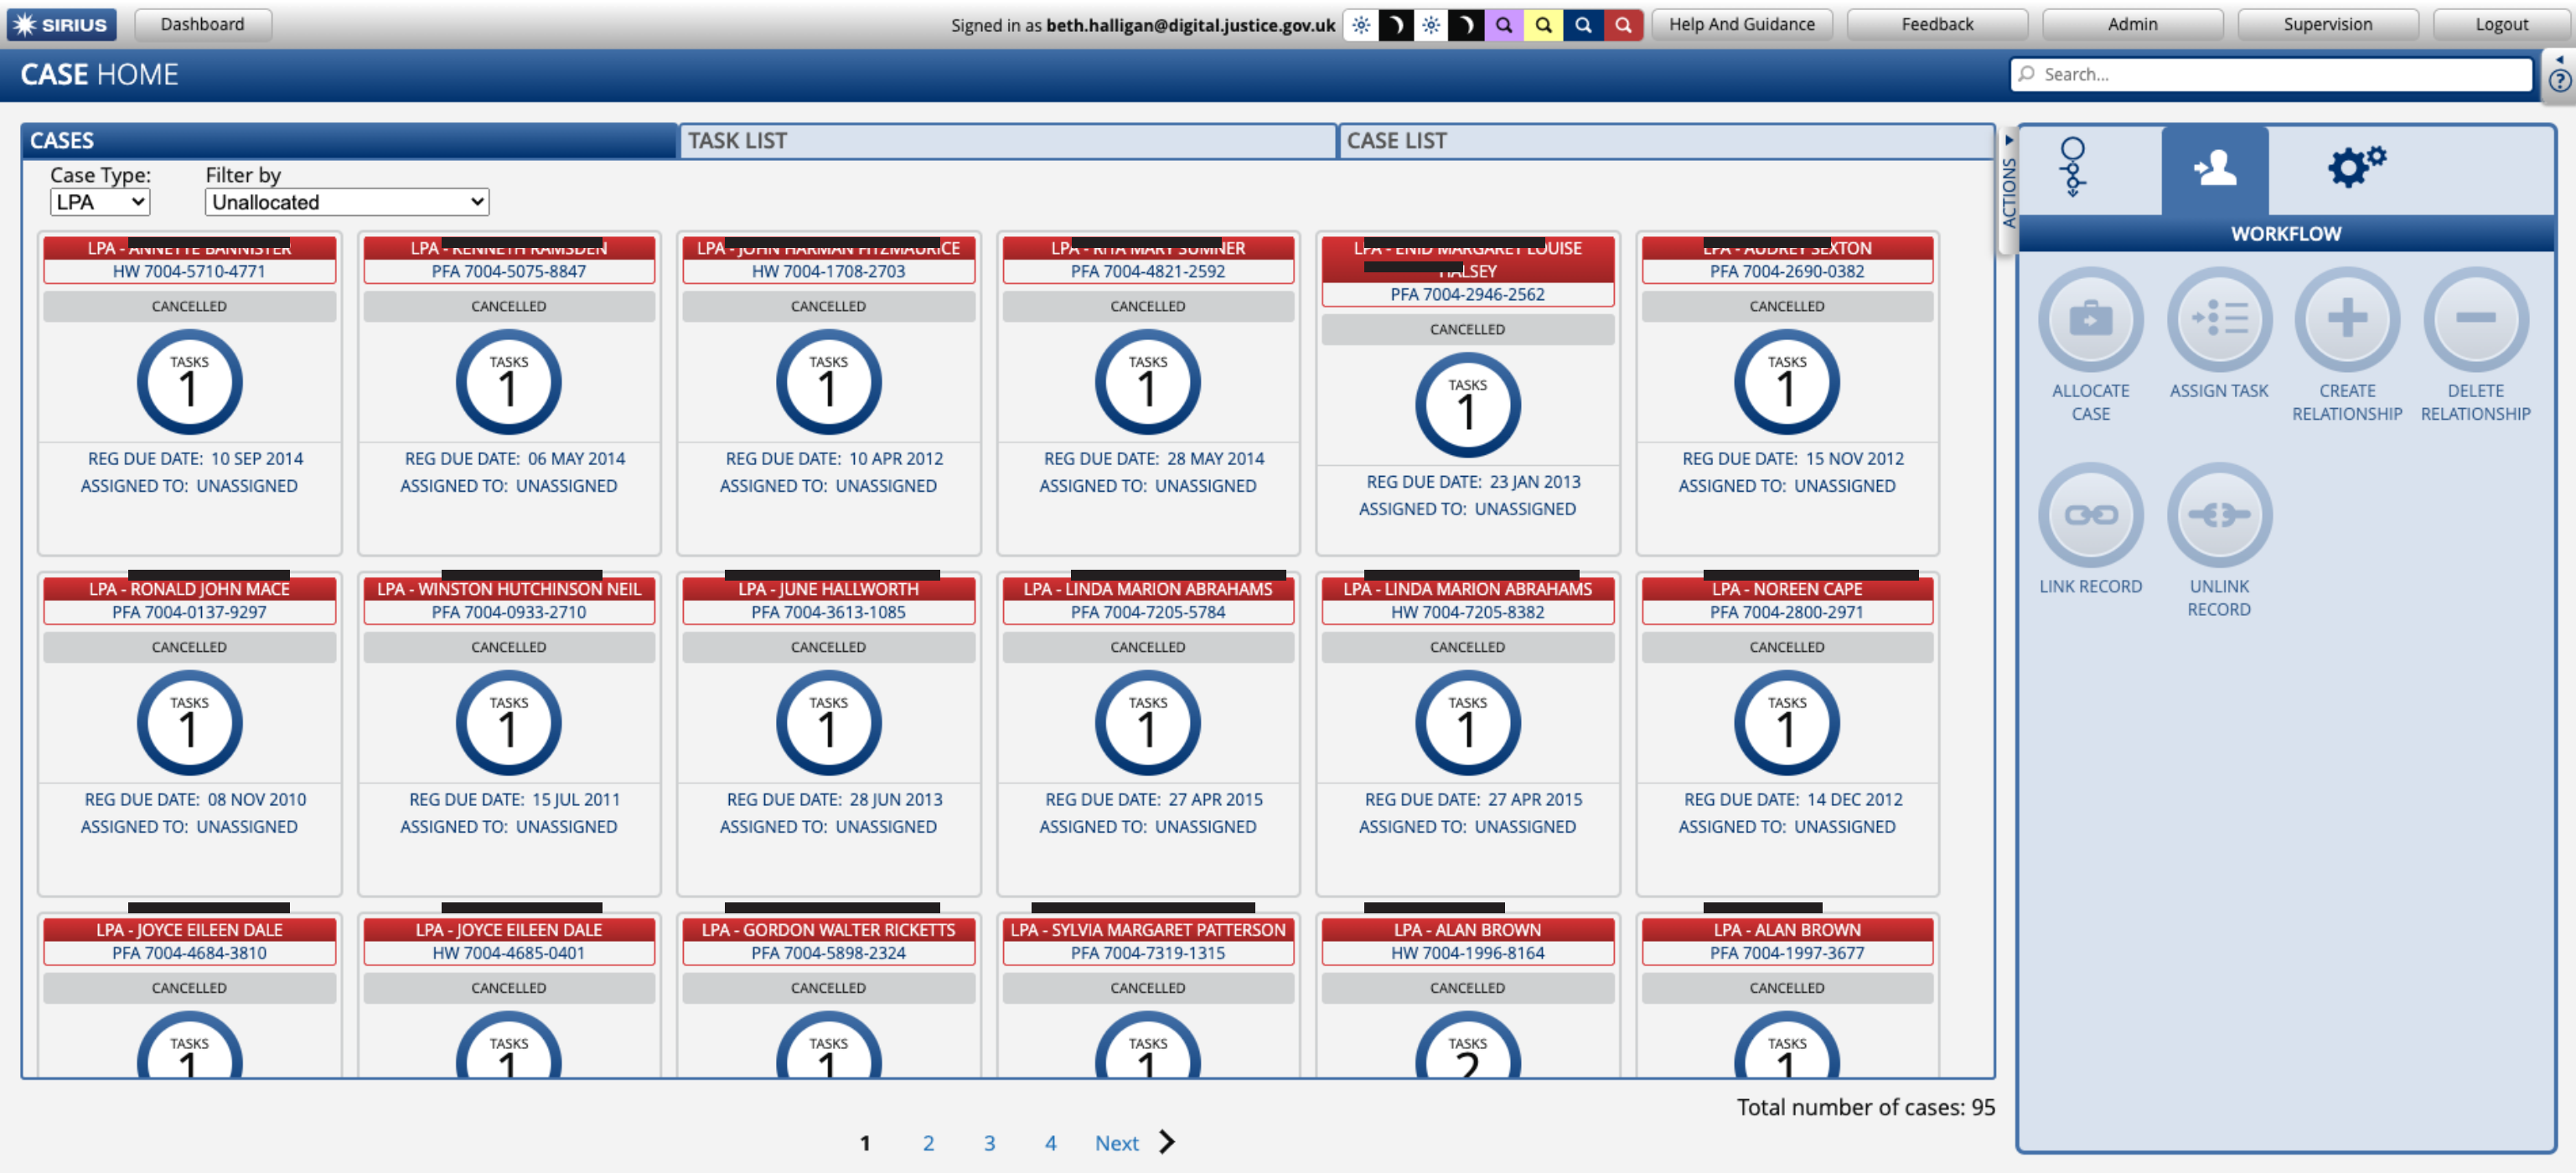 SIRIUS
Dashboard
Signed in as beth.halligan@digital.justice.gov.uk
Help And Guidance
Feedback
Admin
Supervision
Logout
CASE HOME
Search...
CASES
TASK LIST
CASE LIST
Case Type:
Filter by
LPA
Unallocated
LPA -
HW 7004-5710-4771
CANCELLED
TASKS
1
REG DUE DATE: 10 SEP 2014
ASSIGNED TO: UNASSIGNED
LPA -
PFA 7004-5075-8847
CANCELLED
TASKS
1
REG DUE DATE: 06 MAY 2014
ASSIGNED TO: UNASSIGNED
LPA -
HW 7004-1708-2703
CANCELLED
TASKS
1
REG DUE DATE: 10 APR 2012
ASSIGNED TO: UNASSIGNED
LPA -
PFA 7004-4821-2592
CANCELLED
TASKS
1
REG DUE DATE: 28 MAY 2014
ASSIGNED TO: UNASSIGNED
LPA -
PFA 7004-2946-2562
CANCELLED
TASKS
1
REG DUE DATE: 23 JAN 2013
ASSIGNED TO: UNASSIGNED
LPA -
PFA 7004-2690-0382
CANCELLED
TASKS
1
REG DUE DATE: 15 NOV 2012
ASSIGNED TO: UNASSIGNED
LPA - RONALD JOHN MACE
PFA 7004-0137-9297
CANCELLED
TASKS
1
REG DUE DATE: 08 NOV 2010
ASSIGNED TO: UNASSIGNED
LPA - WINSTON HUTCHINSON NEIL
PFA 7004-0933-2710
CANCELLED
TASKS
1
REG DUE DATE: 15 JUL 2011
ASSIGNED TO: UNASSIGNED
LPA - JUNE HALLWORTH
PFA 7004-3613-1085
CANCELLED
TASKS
1
REG DUE DATE: 28 JUN 2013
ASSIGNED TO: UNASSIGNED
LPA - LINDA MARION ABRAHAMS
PFA 7004-7205-5784
CANCELLED
TASKS
1
REG DUE DATE: 27 APR 2015
ASSIGNED TO: UNASSIGNED
LPA - LINDA MARION ABRAHAMS
HW 7004-7205-8382
CANCELLED
TASKS
1
REG DUE DATE: 27 APR 2015
ASSIGNED TO: UNASSIGNED
LPA - NOREEN CAPE
PFA 7004-2800-2971
CANCELLED
TASKS
1
REG DUE DATE: 14 DEC 2012
ASSIGNED TO: UNASSIGNED
LPA - JOYCE EILEEN DALE
PFA 7004-4684-3810
CANCELLED
TASKS
1
LPA - JOYCE EILEEN DALE
HW 7004-4685-0401
CANCELLED
TASKS
1
LPA - GORDON WALTER RICKETTS
PFA 7004-5898-2324
CANCELLED
TASKS
1
LPA - SYLVIA MARGARET PATTERSON
PFA 7004-7319-1315
CANCELLED
TASKS
1
LPA - ALAN BROWN
HW 7004-1996-8164
CANCELLED
TASKS
2
LPA - ALAN BROWN
PFA 7004-1997-3677
CANCELLED
TASKS
1
Total number of cases: 95
1 2 3 4 Next
ACTIONS
WORKFLOW
ALLOCATE
CASE
ASSIGN TASK
CREATE
RELATIONSHIP
DELETE
RELATIONSHIP
LINK RECORD
UNLINK
RECORD